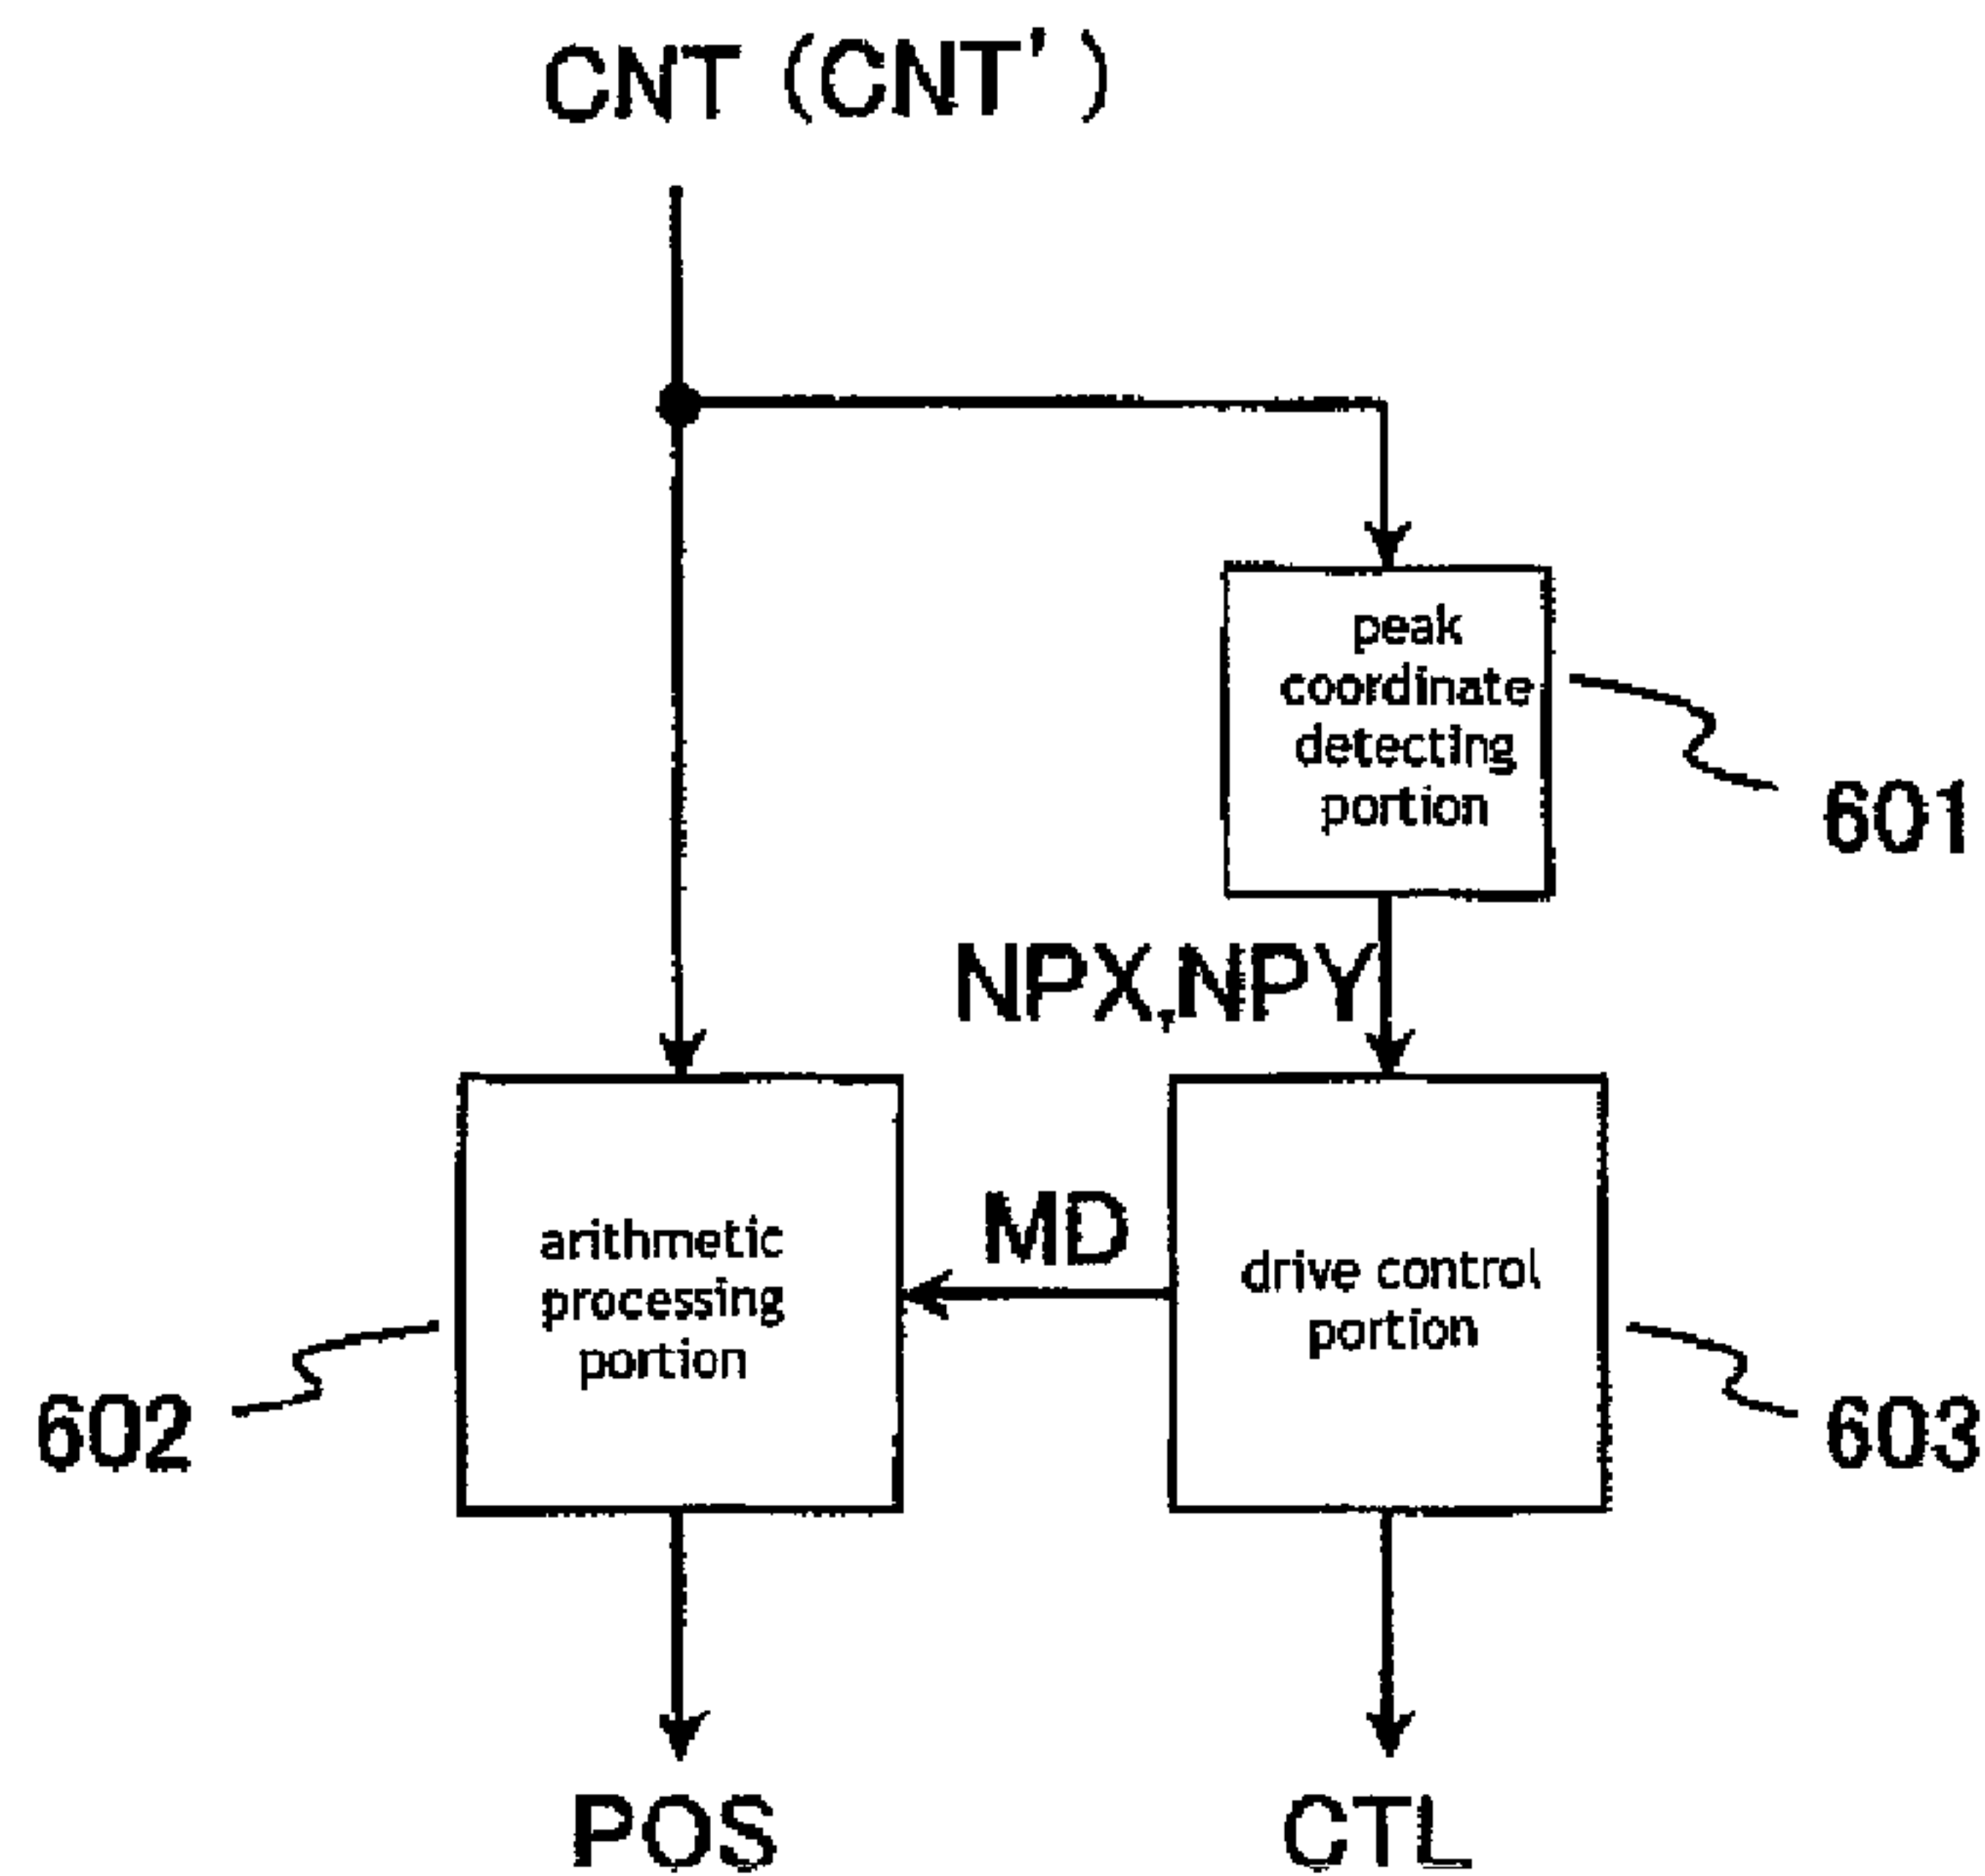 CNT (CNT')
peak
coordinate
detecting
portion
601
NPX,NPY
MD
arithmetic
processing
portion
drive control
portion
602
603
POS
CTL